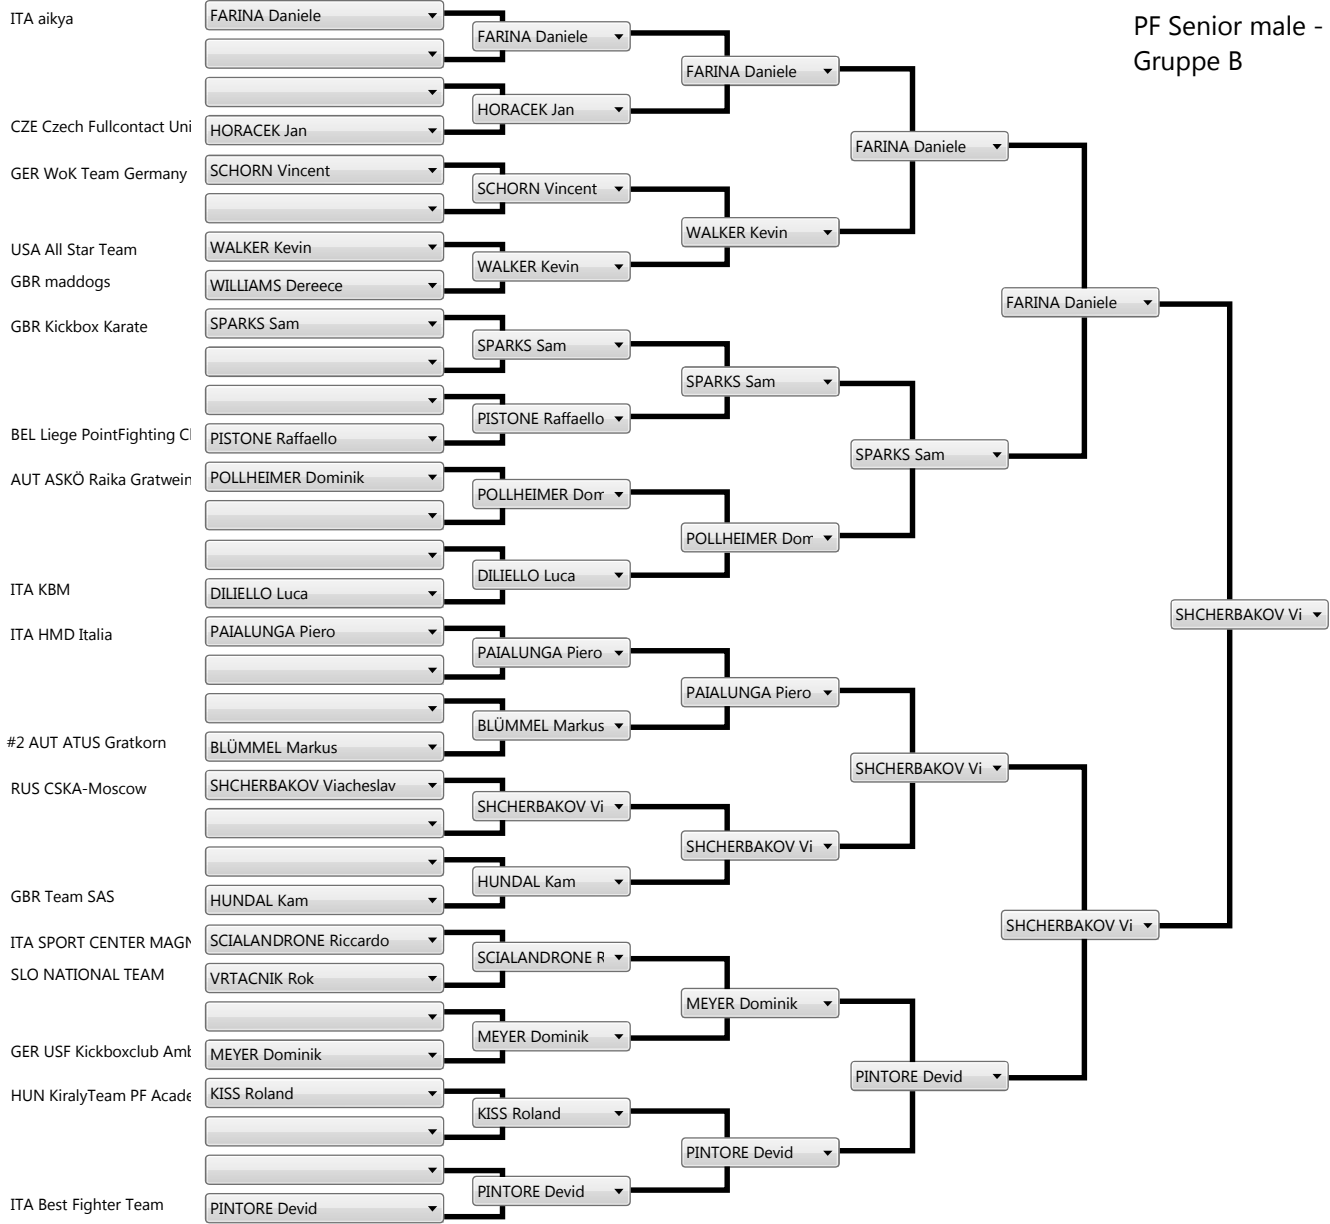 PF Senior male -
Gruppe B
ITA aikya
FARINA Daniele
FARINA Daniele
FARINA Daniele
HORACEK Jan
CZE Czech Fullcontact Uni
HORACEK Jan
FARINA Daniele
GER WoK Team Germany
SCHORN Vincent
SCHORN Vincent
WALKER Kevin
USA All Star Team
WALKER Kevin
WALKER Kevin
GBR maddogs
WILLIAMS Dereece
FARINA Daniele
GBR Kickbox Karate
SPARKS Sam
SPARKS Sam
SPARKS Sam
PISTONE Raffaello
BEL Liege PointFighting Cl
PISTONE Raffaello
SPARKS Sam
AUT ASKÖ Raika Gratwein
POLLHEIMER Dominik
POLLHEIMER Dom
POLLHEIMER Dom
DILIELLO Luca
ITA KBM
DILIELLO Luca
SHCHERBAKOV Vi
ITA HMD Italia
PAIALUNGA Piero
PAIALUNGA Piero
PAIALUNGA Piero
BLÜMMEL Markus
#2 AUT ATUS Gratkorn
BLÜMMEL Markus
SHCHERBAKOV Vi
RUS CSKA-Moscow
SHCHERBAKOV Viacheslav
SHCHERBAKOV Vi
SHCHERBAKOV Vi
HUNDAL Kam
GBR Team SAS
HUNDAL Kam
SHCHERBAKOV Vi
ITA SPORT CENTER MAGN
SCIALANDRONE Riccardo
SCIALANDRONE R
SLO NATIONAL TEAM
VRTACNIK Rok
MEYER Dominik
MEYER Dominik
GER USF Kickboxclub Amb
MEYER Dominik
PINTORE Devid
HUN KiralyTeam PF Acade
KISS Roland
KISS Roland
PINTORE Devid
PINTORE Devid
ITA Best Fighter Team
PINTORE Devid